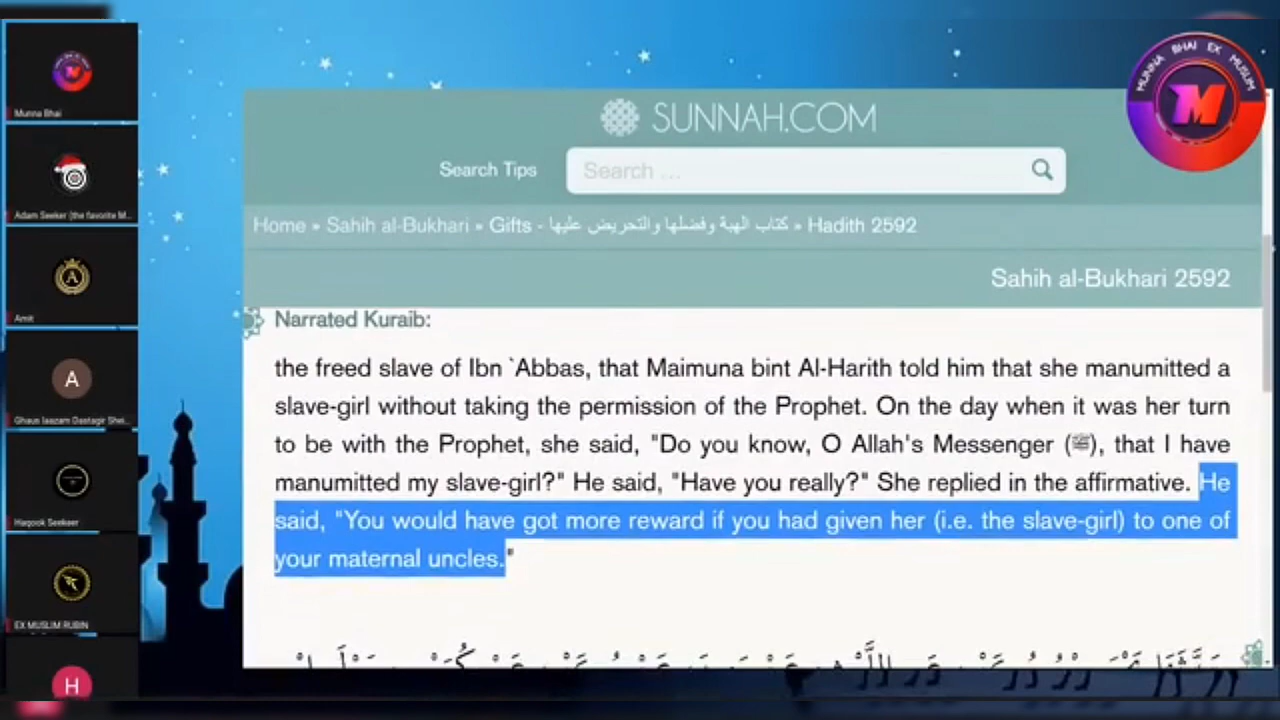 Munna Bhai
Adam Seeker (the favorite M...
Amit
A
Ghaus Iaazam Dastagir Shei...
Haqook Seekeer
EX MUSLIM RUBIN
H
MUNNA BHAI EX MUSLIM
M
SUNNAH.COM
Search Tips
Search ...
Home » Sahih al-Bukhari » Gifts - كتاب الهبة وفضلها والتحريض عليها » Hadith 2592
Sahih al-Bukhari 2592
Narrated Kuraib:
the freed slave of Ibn `Abbas, that Maimuna bint Al-Harith told him that she manumitted a
slave-girl without taking the permission of the Prophet. On the day when it was her turn
to be with the Prophet, she said, "Do you know, O Allah's Messenger (ﷺ), that I have
manumitted my slave-girl?" He said, "Have you really?" She replied in the affirmative. He
said, "You would have got more reward if you had given her (i.e. the slave-girl) to one of
your maternal uncles."